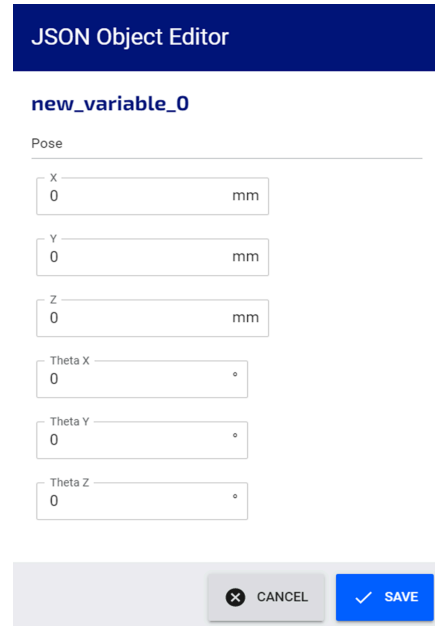 JSON Object Editor
new_variable_0
Pose
X
0 mm
Y
0 mm
Z
0 mm
Theta X
0 °
Theta Y
0 °
Theta Z
0 °
CANCEL SAVE